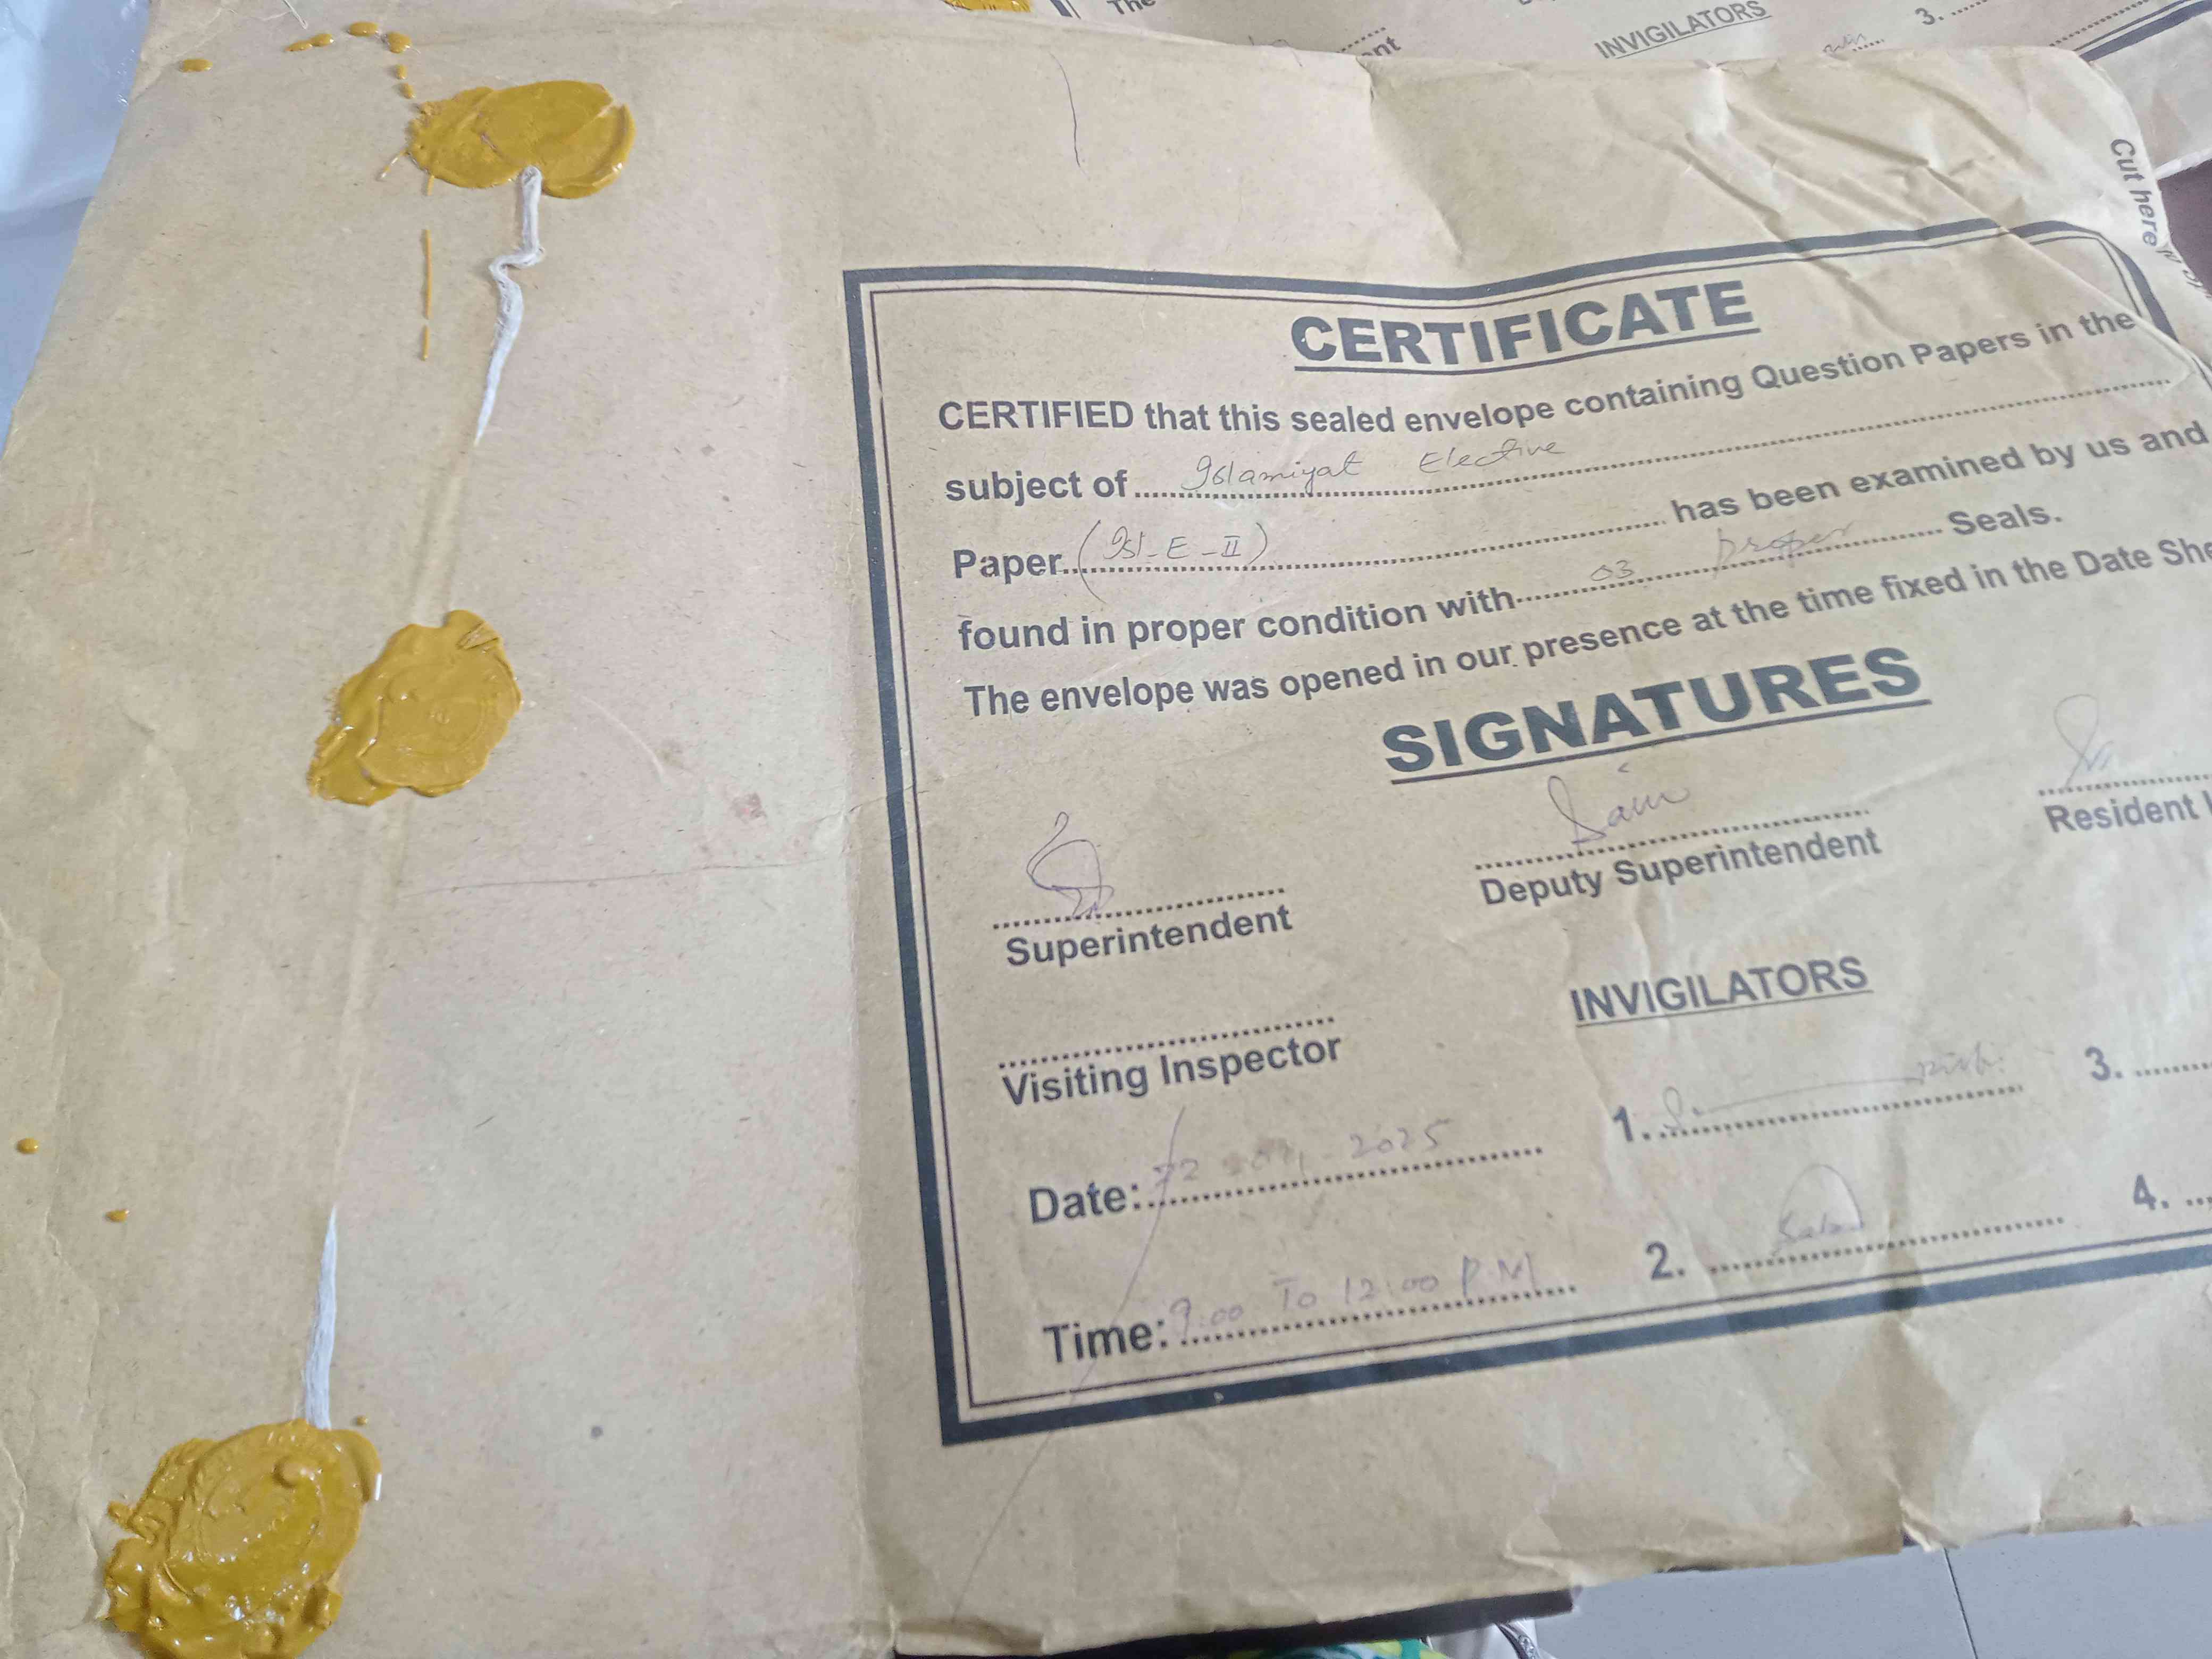 The
nt
INVIGILATORS
3.
Cut here
CERTIFICATE
CERTIFIED that this sealed envelope containing Question Papers in the
subject of Islamiyat Elective
Paper (Isl-E-II) has been examined by us and
found in proper condition with 03 proper Seals.
The envelope was opened in our presence at the time fixed in the Date She
SIGNATURES
Superintendent
Deputy Superintendent
Resident
Visiting Inspector
INVIGILATORS
1.
3.
Date: 22 2025
2.
4.
Time: 9:00 To 12:00 P.M